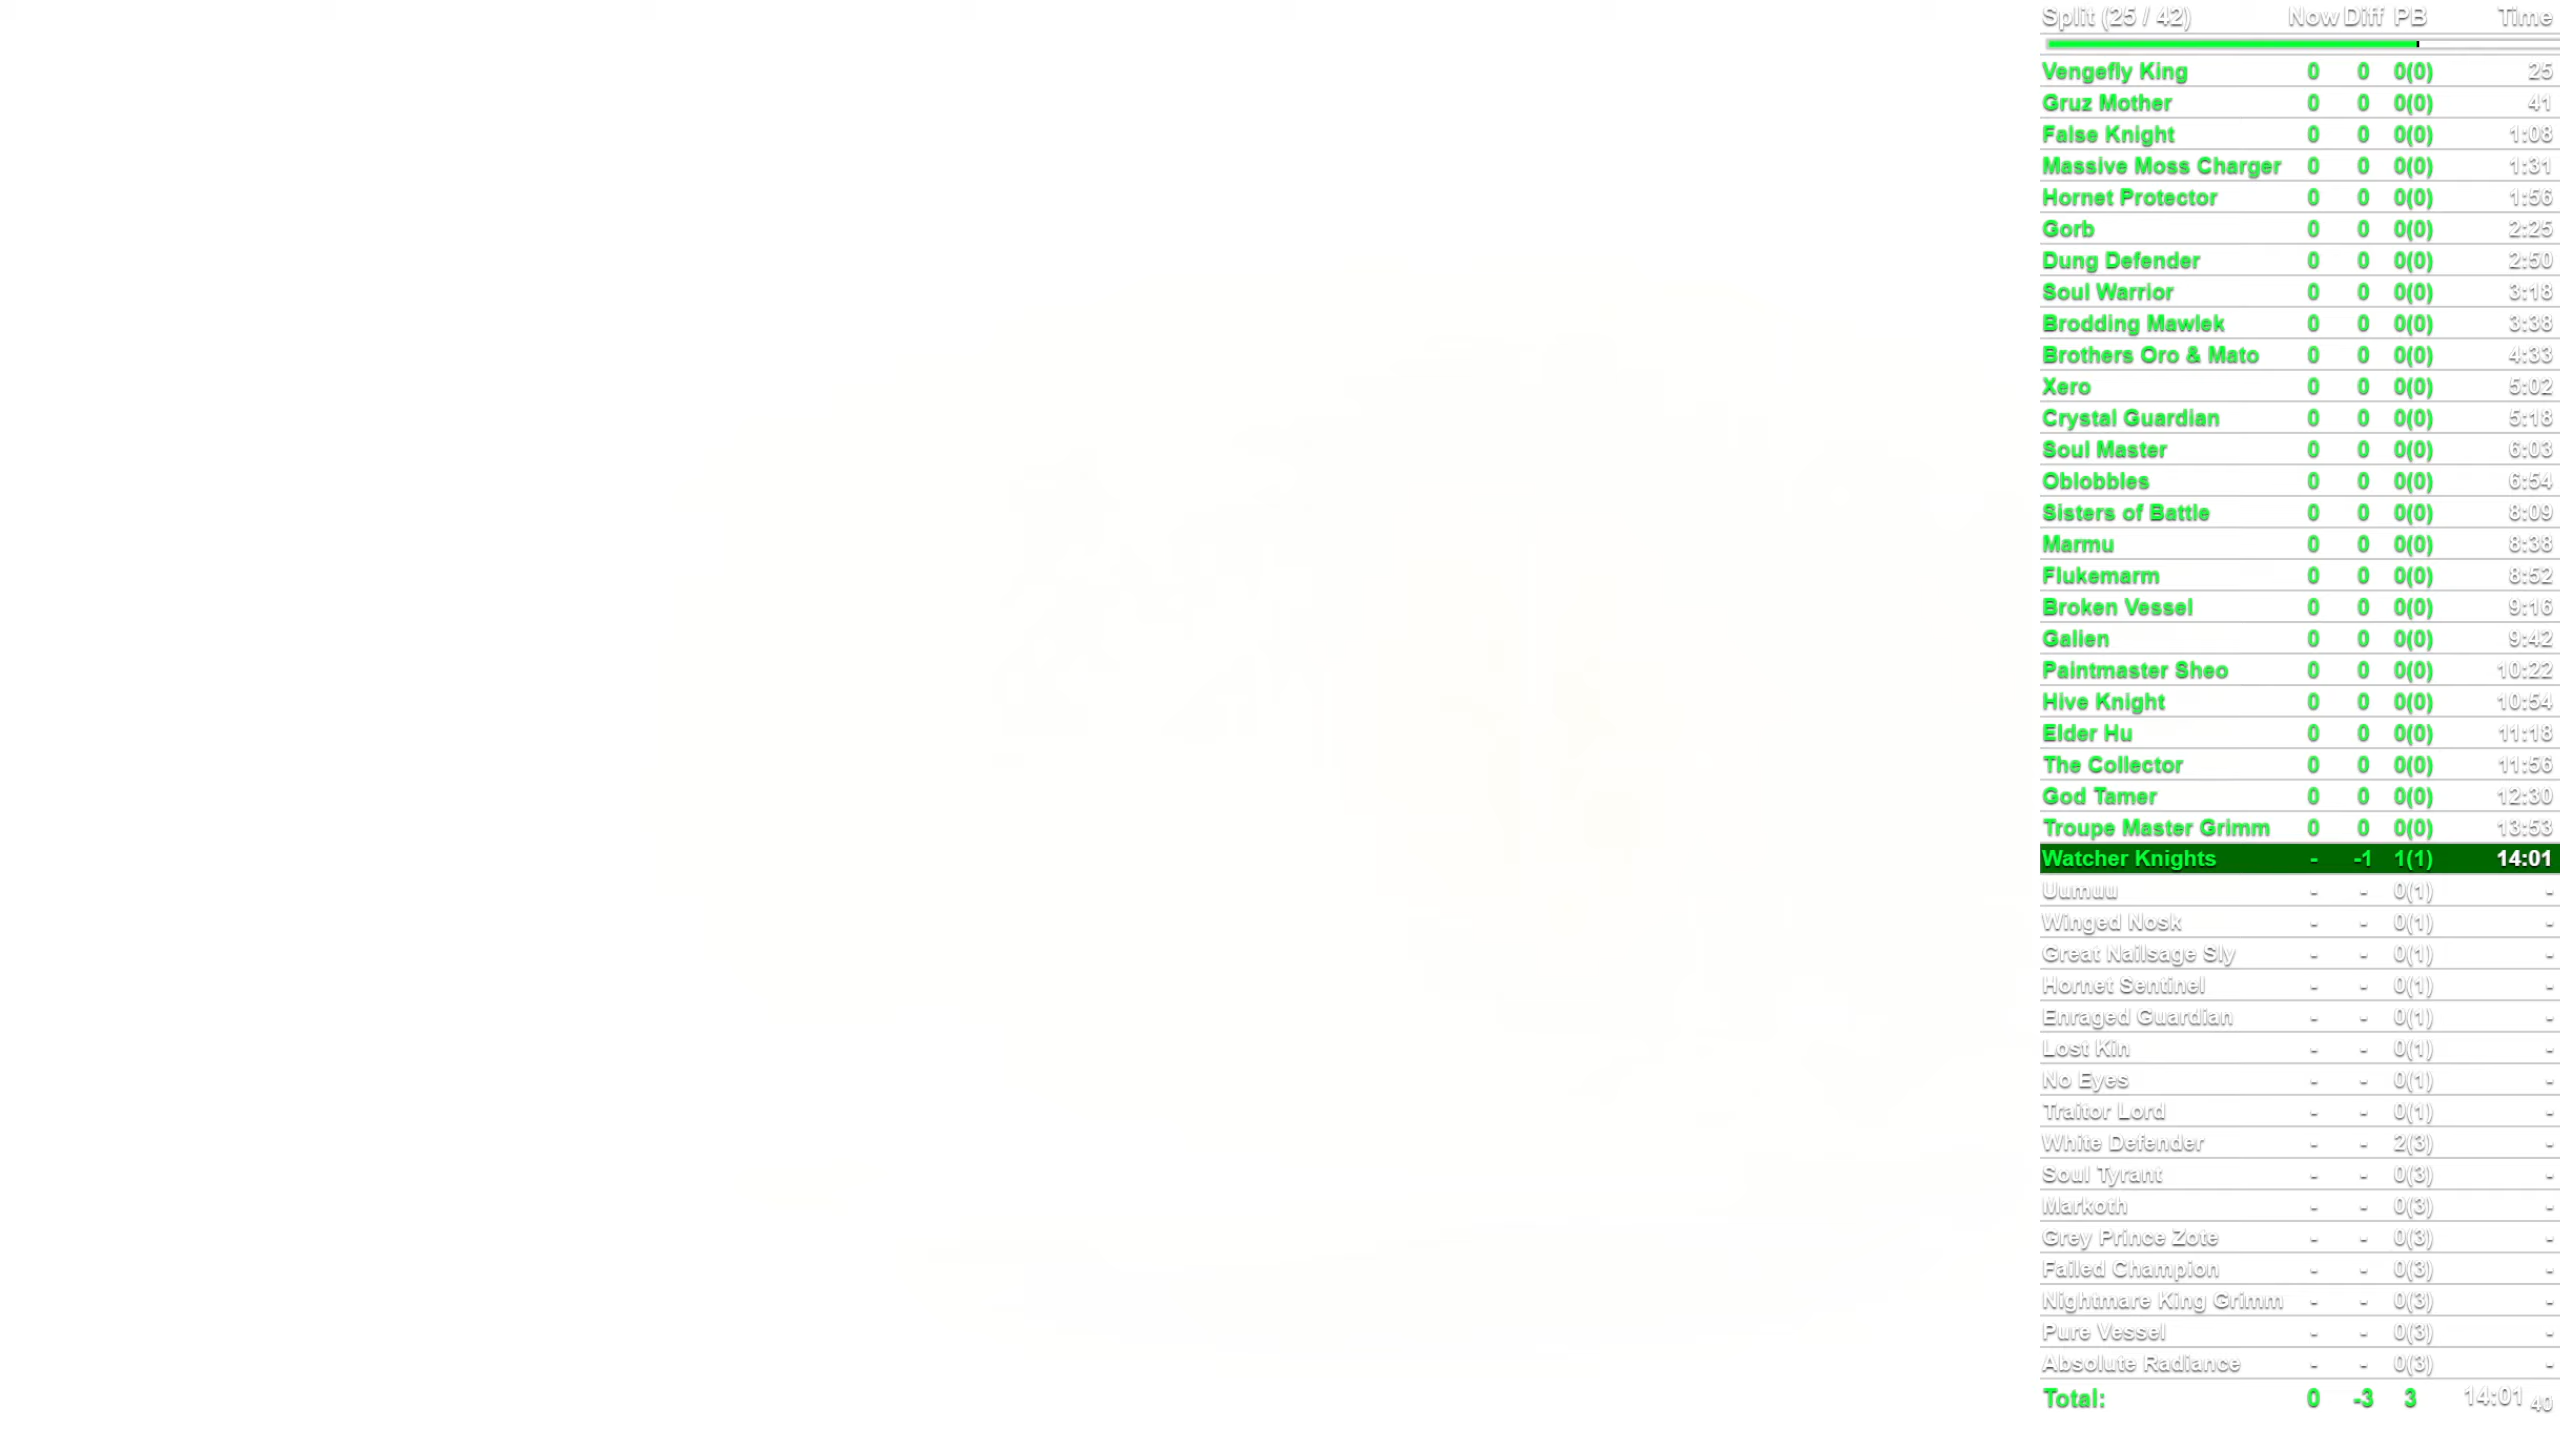 Split (25 / 42) Now Diff PB Time
Vengefly King 0 0 0(0) 25
Gruz Mother 0 0 0(0) 41
False Knight 0 0 0(0) 1:08
Massive Moss Charger 0 0 0(0) 1:31
Hornet Protector 0 0 0(0) 1:56
Gorb 0 0 0(0) 2:25
Dung Defender 0 0 0(0) 2:50
Soul Warrior 0 0 0(0) 3:18
Brodding Mawlek 0 0 0(0) 3:38
Brothers Oro & Mato 0 0 0(0) 4:33
Xero 0 0 0(0) 5:02
Crystal Guardian 0 0 0(0) 5:18
Soul Master 0 0 0(0) 6:03
Oblobbles 0 0 0(0) 6:54
Sisters of Battle 0 0 0(0) 8:09
Marmu 0 0 0(0) 8:38
Flukemarm 0 0 0(0) 8:52
Broken Vessel 0 0 0(0) 9:16
Galien 0 0 0(0) 9:42
Paintmaster Sheo 0 0 0(0) 10:22
Hive Knight 0 0 0(0) 10:54
Elder Hu 0 0 0(0) 11:18
The Collector 0 0 0(0) 11:56
God Tamer 0 0 0(0) 12:30
Troupe Master Grimm 0 0 0(0) 13:53
Watcher Knights - -1 1(1) 14:01
Uumuu - - 0(1) -
Winged Nosk - - 0(1) -
Great Nailsage Sly - - 0(1) -
Hornet Sentinel - - 0(1) -
Enraged Guardian - - 0(1) -
Lost Kin - - 0(1) -
No Eyes - - 0(1) -
Traitor Lord - - 0(1) -
White Defender - - 2(3) -
Soul Tyrant - - 0(3) -
Markoth - - 0(3) -
Grey Prince Zote - - 0(3) -
Failed Champion - - 0(3) -
Nightmare King Grimm - - 0(3) -
Pure Vessel - - 0(3) -
Absolute Radiance - - 0(3) -
Total: 0 -3 3 14:01 40